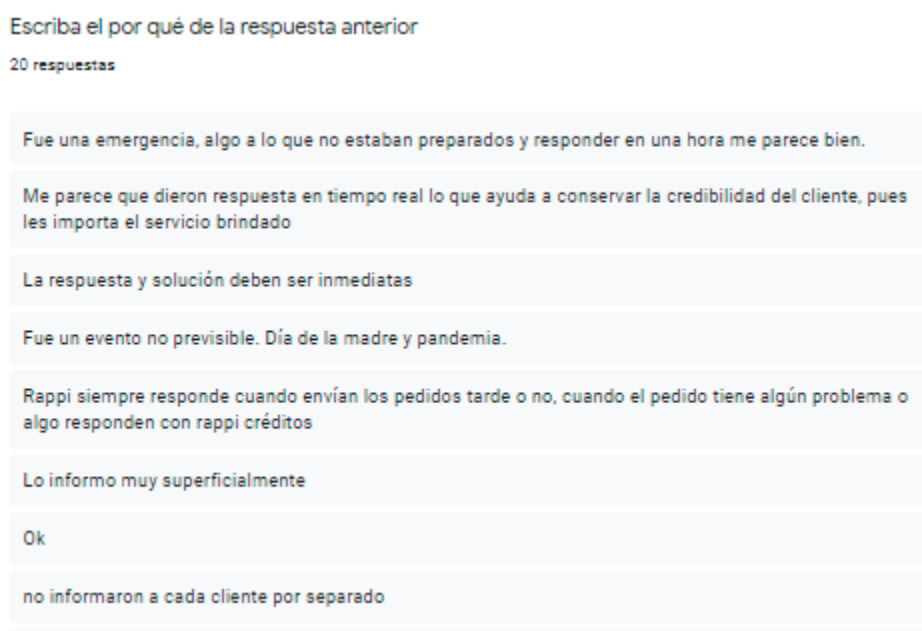 Escriba el por qué de la respuesta anterior
20 respuestas
Fue una emergencia, algo a lo que no estaban preparados y responder en una hora me parece bien.
Me parece que dieron respuesta en tiempo real lo que ayuda a conservar la credibilidad del cliente, pues
les importa el servicio brindado
La respuesta y solución deben ser inmediatas
Fue un evento no previsible. Día de la madre y pandemia.
Rappi siempre responde cuando envían los pedidos tarde o no, cuando el pedido tiene algún problema o
algo responden con rappi créditos
Lo informo muy superficialmente
Ok
no informaron a cada cliente por separado